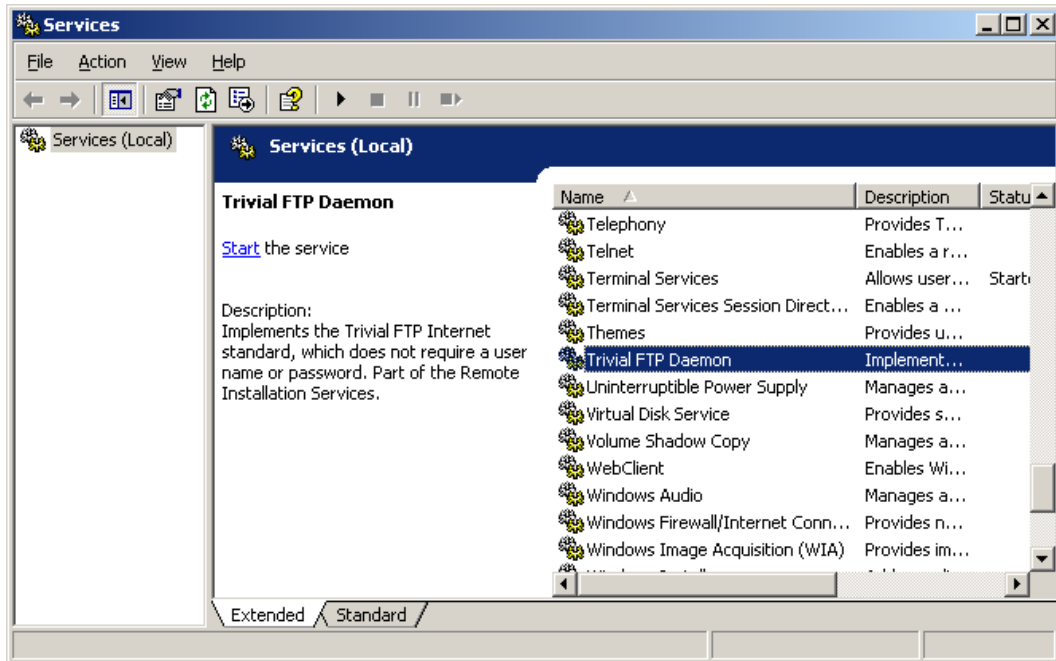 Services
File Action View Help
Services (Local)
Services (Local)
Trivial FTP Daemon
Start the service
Description:
Implements the Trivial FTP Internet
standard, which does not require a user
name or password. Part of the Remote
Installation Services.
Name Description Statu
Telephony Provides T...
Telnet Enables a r...
Terminal Services Allows user... Starte
Terminal Services Session Direct... Enables a ...
Themes Provides u...
Trivial FTP Daemon Implement...
Uninterruptible Power Supply Manages a...
Virtual Disk Service Provides s...
Volume Shadow Copy Manages a...
WebClient Enables Wi...
Windows Audio Manages a...
Windows Firewall/Internet Conn... Provides n...
Windows Image Acquisition (WIA) Provides im...
Extended Standard